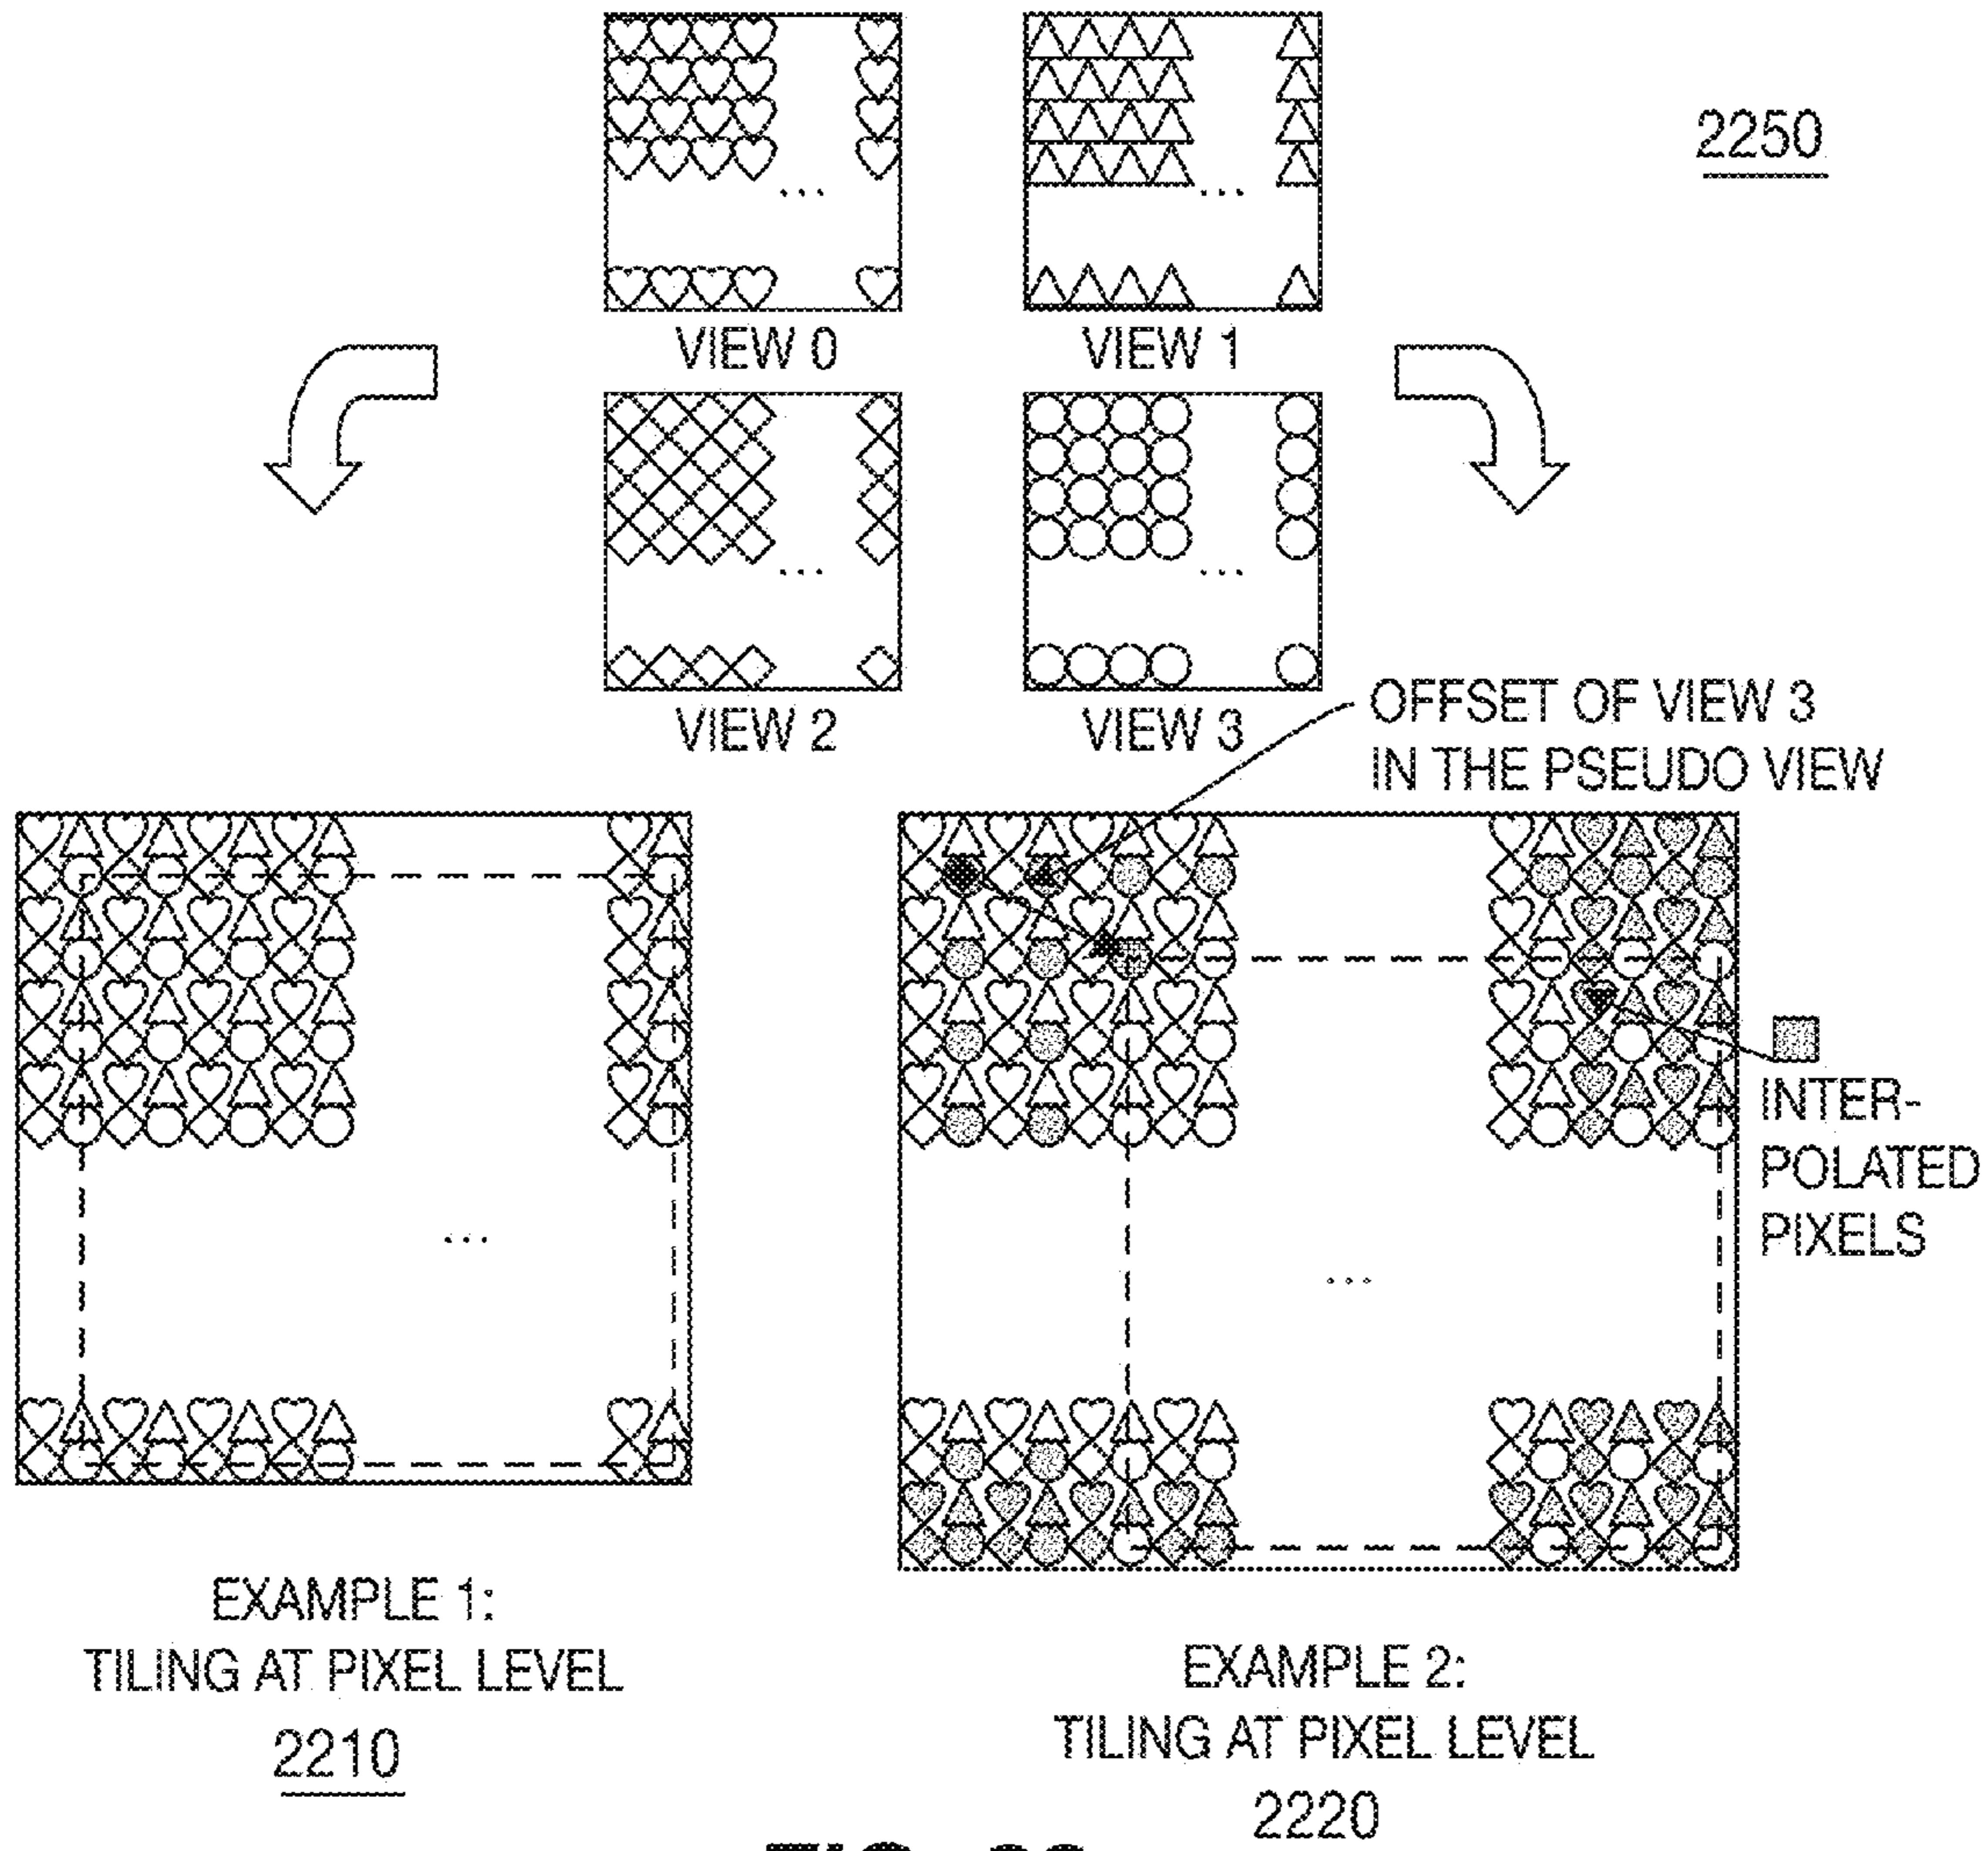 2250
VIEW 0
VIEW 1
VIEW 2
VIEW 3
OFFSET OF VIEW 3
IN THE PSEUDO VIEW
INTER-
POLATED
PIXELS
EXAMPLE 1:
TILING AT PIXEL LEVEL
2210
EXAMPLE 2:
TILING AT PIXEL LEVEL
2220